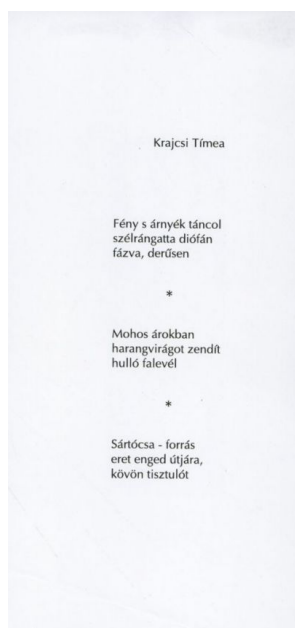 Krajcsi Tímea
Fény s árnyék táncol
szélrángatta diófán
fázva, derűsen
*
Mohos árokban
harangvirágot zendít
hulló falevél
*
Sártócsa - forrás
eret enged útjára,
kövön tisztulót